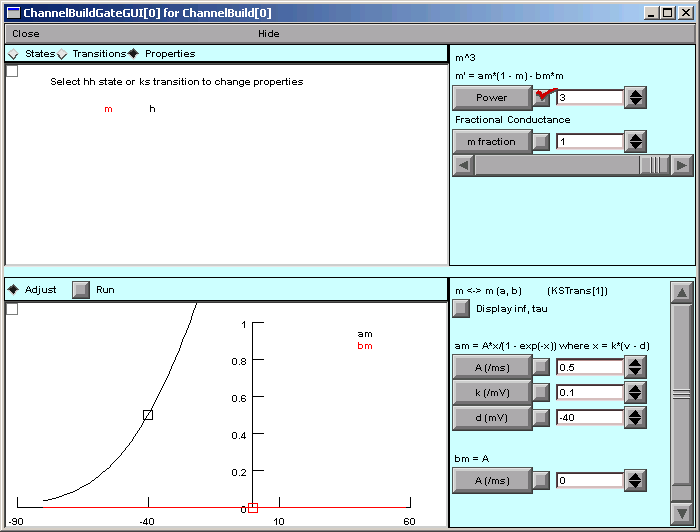 ChannelBuildGateGUI[0] for ChannelBuild[0]
Close Hide
States Transitions Properties
Select hh state or ks transition to change properties
m h
m^3
m' = am*(1 - m) - bm*m
Power 3
Fractional Conductance
m fraction 1
Adjust Run
am
bm
1
0.8
0.6
0.4
0.2
0
-90 -40 10 60
m <-> m (a, b) (KSTrans[1])
Display inf, tau
am = A*x/(1 - exp(-x)) where x = k*(v - d)
A (/ms) 0.5
k (/mV) 0.1
d (mV) -40
bm = A
A (/ms) 0